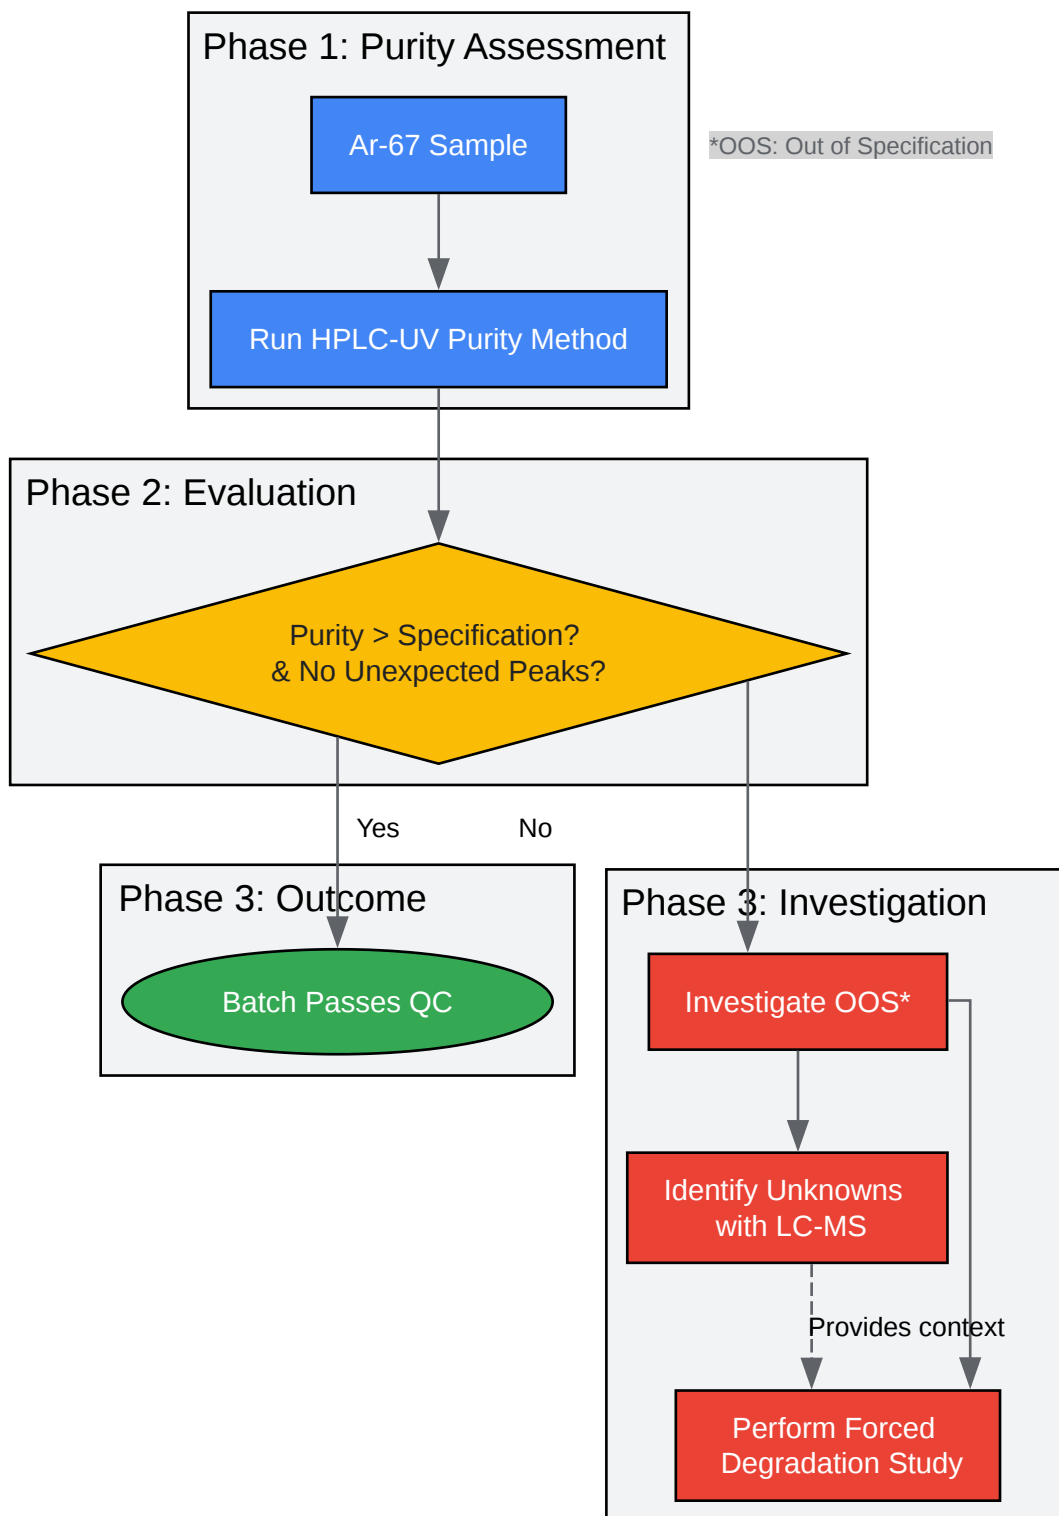 Phase 1: Purity Assessment
Ar-67 Sample
*OOS: Out of Specification
Run HPLC-UV Purity Method
Phase 2: Evaluation
Purity > Specification?
& No Unexpected Peaks?
Yes
No
Phase 3: Outcome
Batch Passes QC
Phase 3: Investigation
Investigate OOS*
Identify Unknowns
with LC-MS
Provides context
Perform Forced
Degradation Study